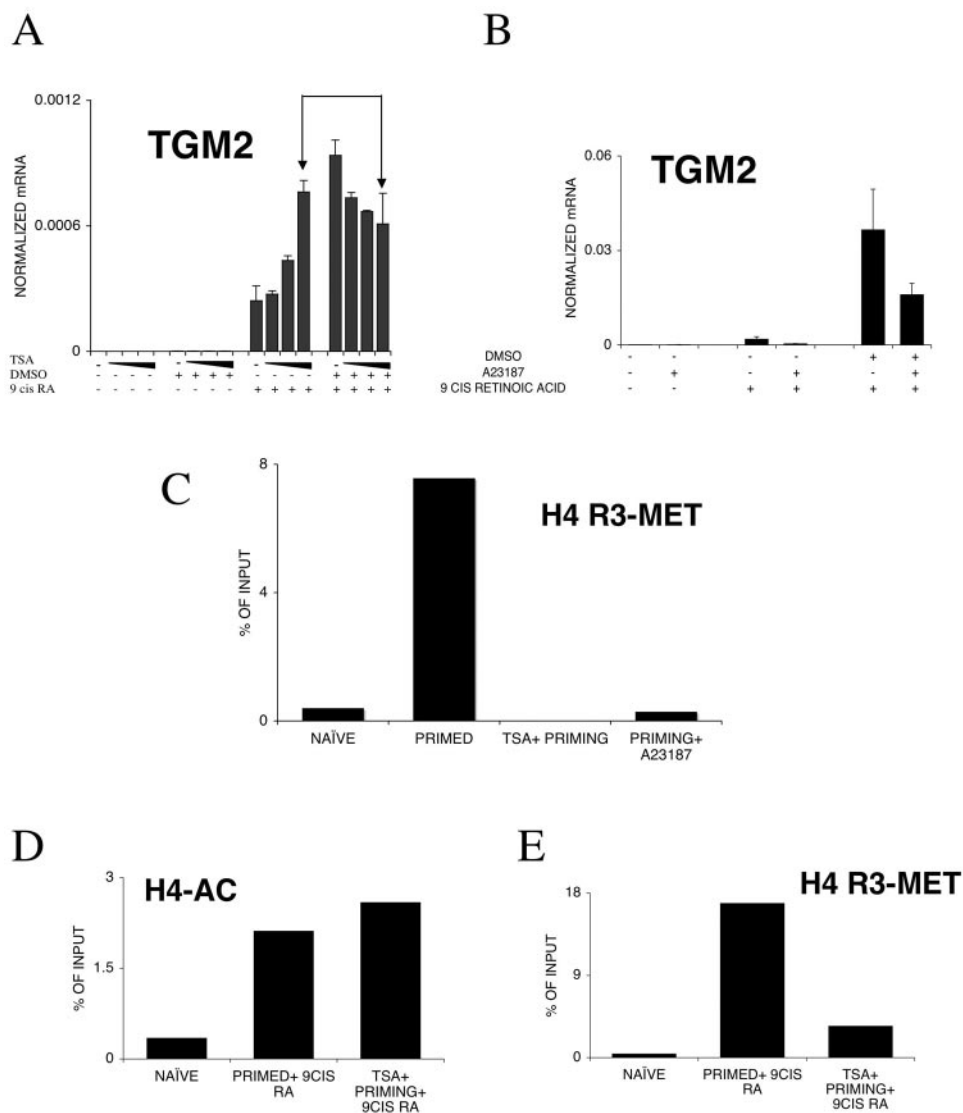 A
0.0012
TGM2
NORMALIZED mRNA
0.0006
0
TSA - - -
DMSO - - - - + + + + - - - - + + + +
9 cis RA - - - - - - - - + + + + + + + +
B
0.06
TGM2
NORMALIZED mRNA
0.03
0
DMSO - - - - + +
A23187 - + - + - +
9 CIS RETINOIC ACID - - + + + +
C
8
H4 R3-MET
% OF INPUT
4
0
NAÏVE PRIMED TSA+ PRIMING PRIMING+
A23187
D
3
H4-AC
% OF INPUT
1.5
0
NAÏVE PRIMED+ 9CIS TSA+
RA PRIMING+
9CIS RA
E
18
H4 R3-MET
% OF INPUT
9
0
NAÏVE PRIMED+ 9CIS TSA+
RA PRIMING+
9CIS RA